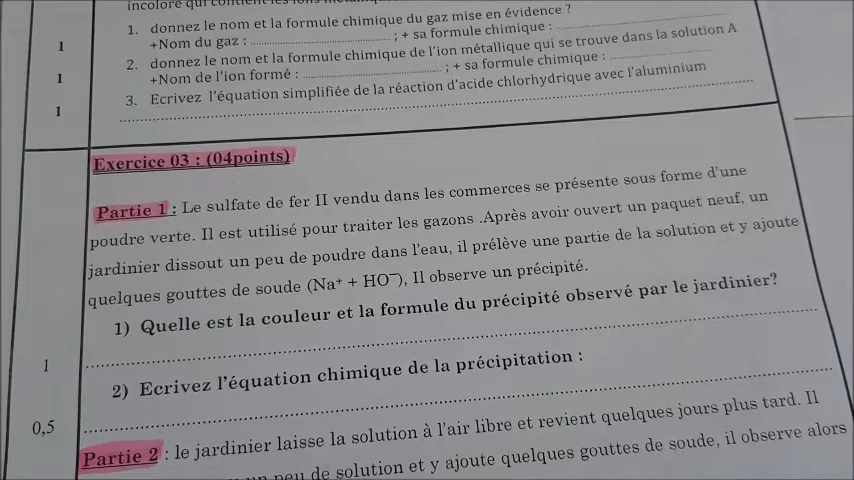 incolore qui contient les ions
1. donnez le nom et la formule chimique du gaz mise en évidence ?
1 +Nom du gaz : ........................ ; + sa formule chimique : ........................
2. donnez le nom et la formule chimique de l'ion métallique qui se trouve dans la solution A
1 +Nom de l'ion formé : ........................ ; + sa formule chimique : ........................
3. Ecrivez l'équation simplifiée de la réaction d'acide chlorhydrique avec l'aluminium
1 ........................
Exercice 03 : (04points)
Partie 1 : Le sulfate de fer II vendu dans les commerces se présente sous forme d'une
poudre verte. Il est utilisé pour traiter les gazons .Après avoir ouvert un paquet neuf, un
jardinier dissout un peu de poudre dans l'eau, il prélève une partie de la solution et y ajoute
quelques gouttes de soude (Na⁺ + HO⁻), Il observe un précipité.
1) Quelle est la couleur et la formule du précipité observé par le jardinier?
1 ........................
2) Ecrivez l'équation chimique de la précipitation :
0,5 ........................
Partie 2 : le jardinier laisse la solution à l'air libre et revient quelques jours plus tard. Il
un peu de solution et y ajoute quelques gouttes de soude, il observe alors